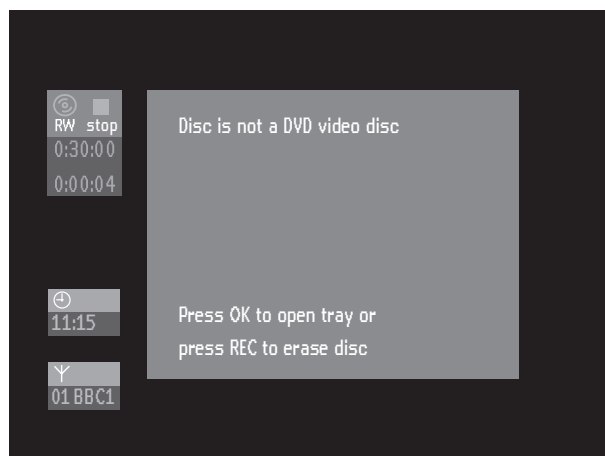 RW stop
0:30:00
0:00:04
Disc is not a DVD video disc
11:15
01 BBC1
Press OK to open tray or
press REC to erase disc